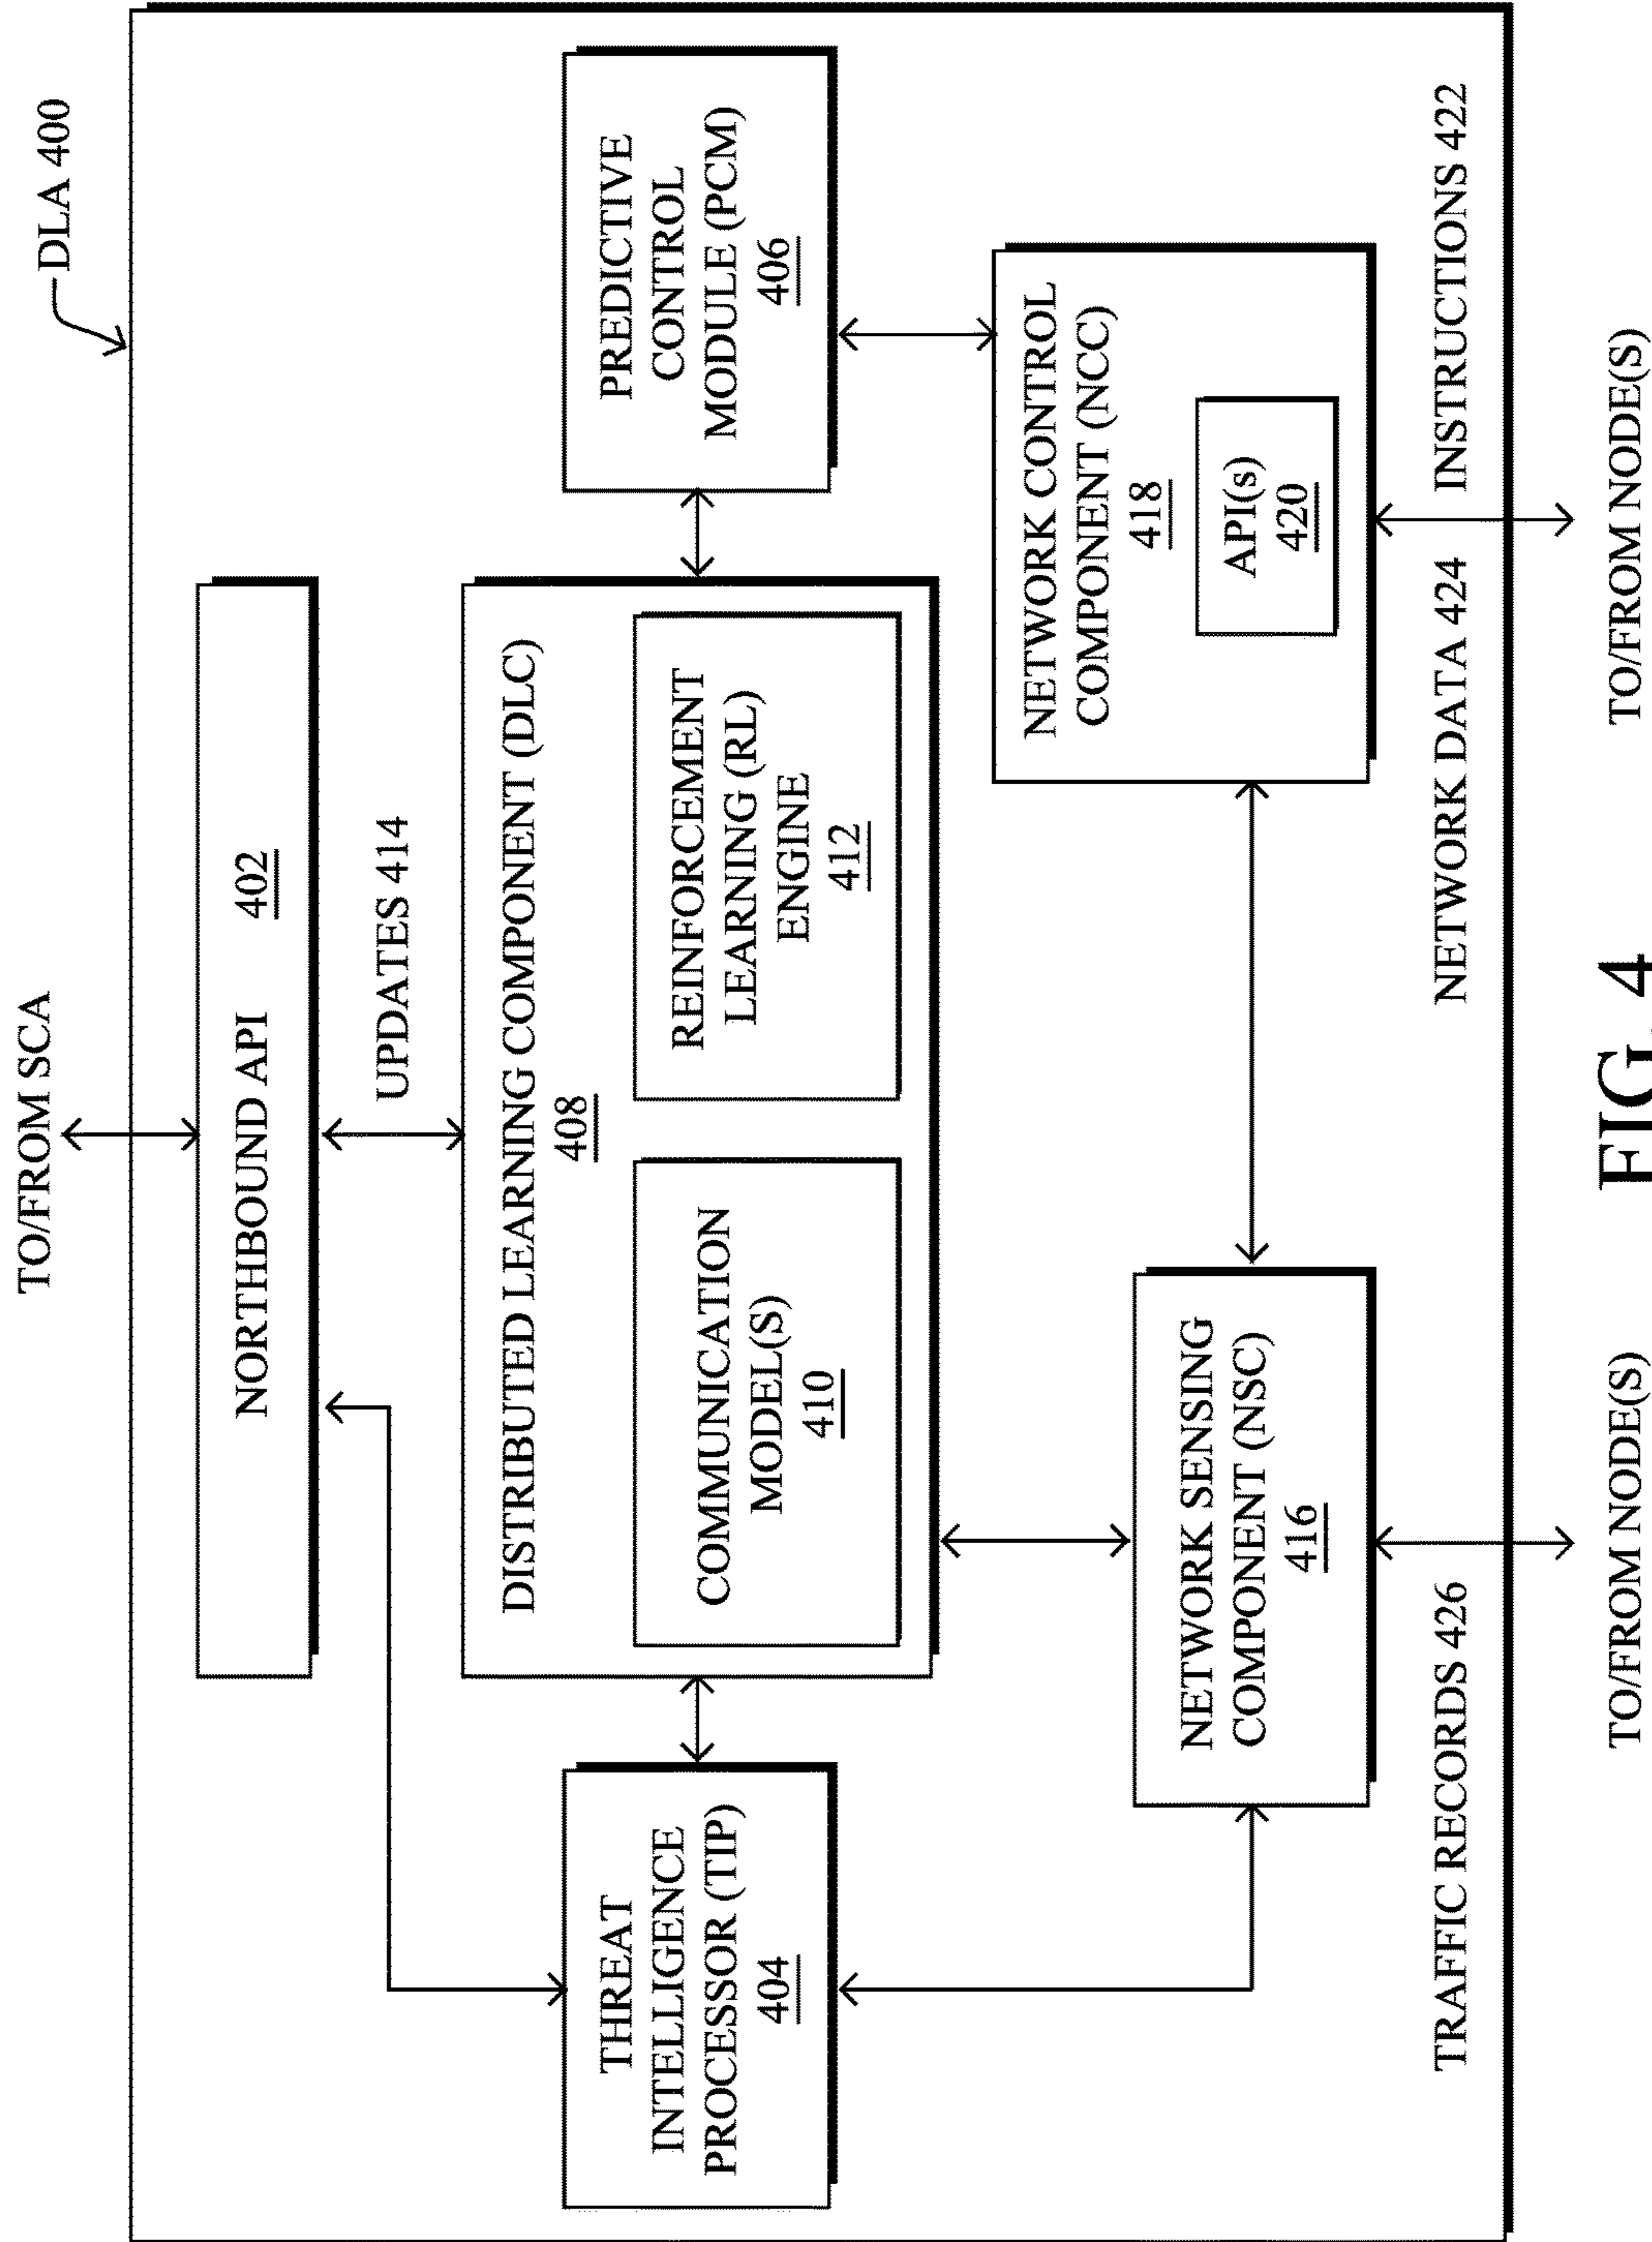 DLA 400
TO/FROM SCA
NORTHBOUND API 402
UPDATES 414
THREAT
INTELLIGENCE
PROCESSOR (TIP)
404
DISTRIBUTED LEARNING COMPONENT (DLC)
408
COMMUNICATION
MODEL(S)
410
REINFORCEMENT
LEARNING (RL)
ENGINE
412
PREDICTIVE
CONTROL
MODULE (PCM)
406
NETWORK SENSING
COMPONENT (NSC)
416
NETWORK CONTROL
COMPONENT (NCC)
418
API(s)
420
TRAFFIC RECORDS 426
NETWORK DATA 424
INSTRUCTIONS 422
TO/FROM NODE(S)
TO/FROM NODE(S)
FIG. 4